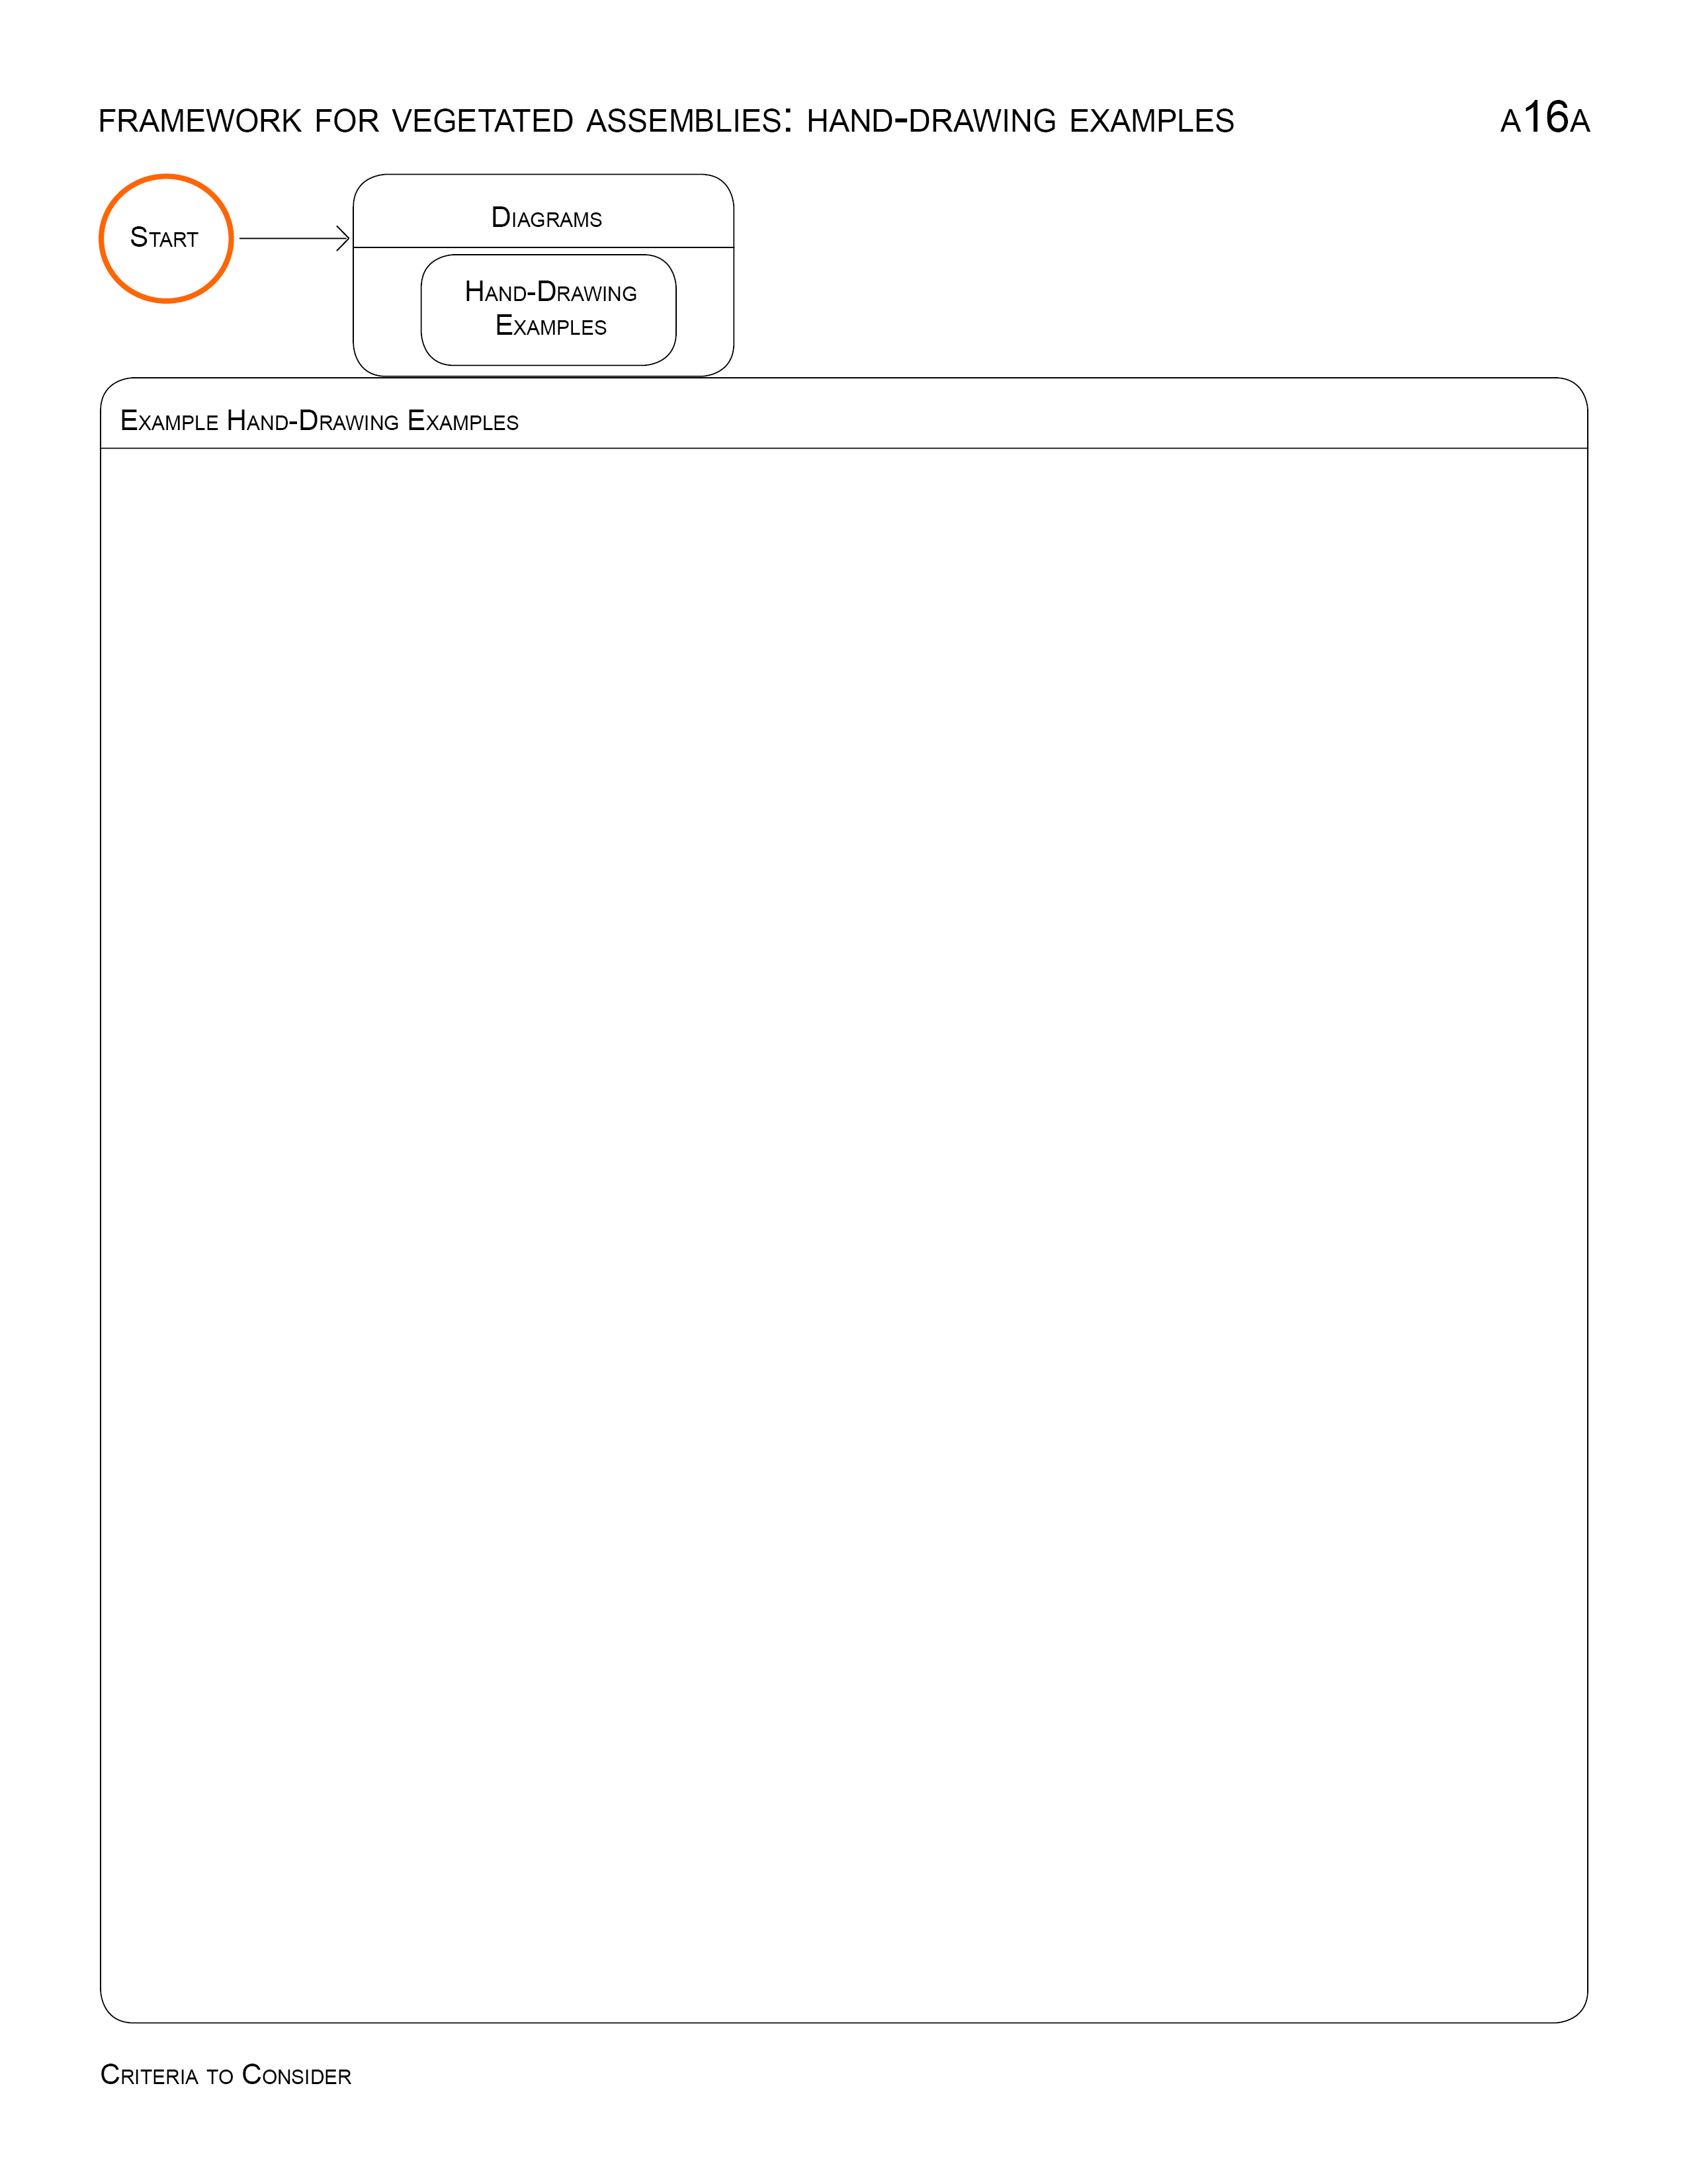 FRAMEWORK FOR VEGETATED ASSEMBLIES: HAND-DRAWING EXAMPLES A16A
START
DIAGRAMS
HAND-DRAWING
EXAMPLES
EXAMPLE HAND-DRAWING EXAMPLES
CRITERIA TO CONSIDER